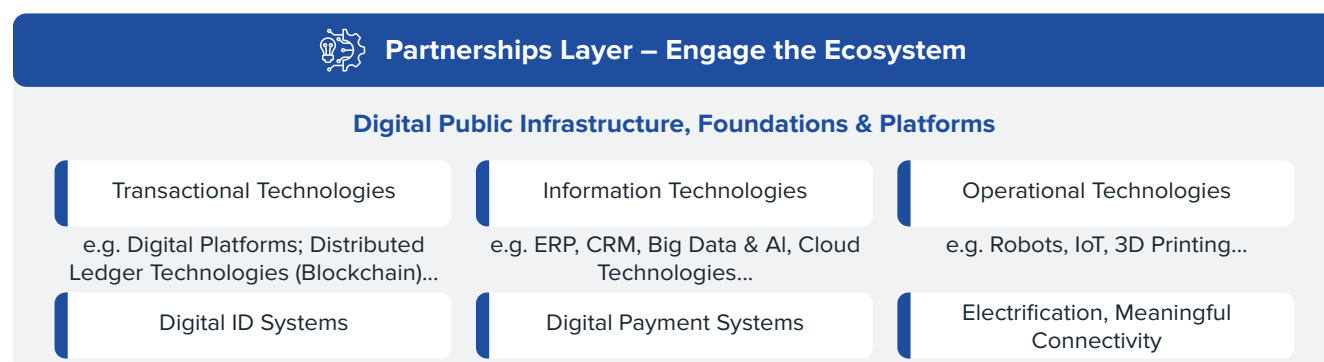 Partnerships Layer – Engage the Ecosystem
Digital Public Infrastructure, Foundations & Platforms
Transactional Technologies
e.g. Digital Platforms; Distributed
Ledger Technologies (Blockchain)...
Information Technologies
e.g. ERP, CRM, Big Data & AI, Cloud
Technologies...
Operational Technologies
e.g. Robots, IoT, 3D Printing...
Digital ID Systems
Digital Payment Systems
Electrification, Meaningful
Connectivity